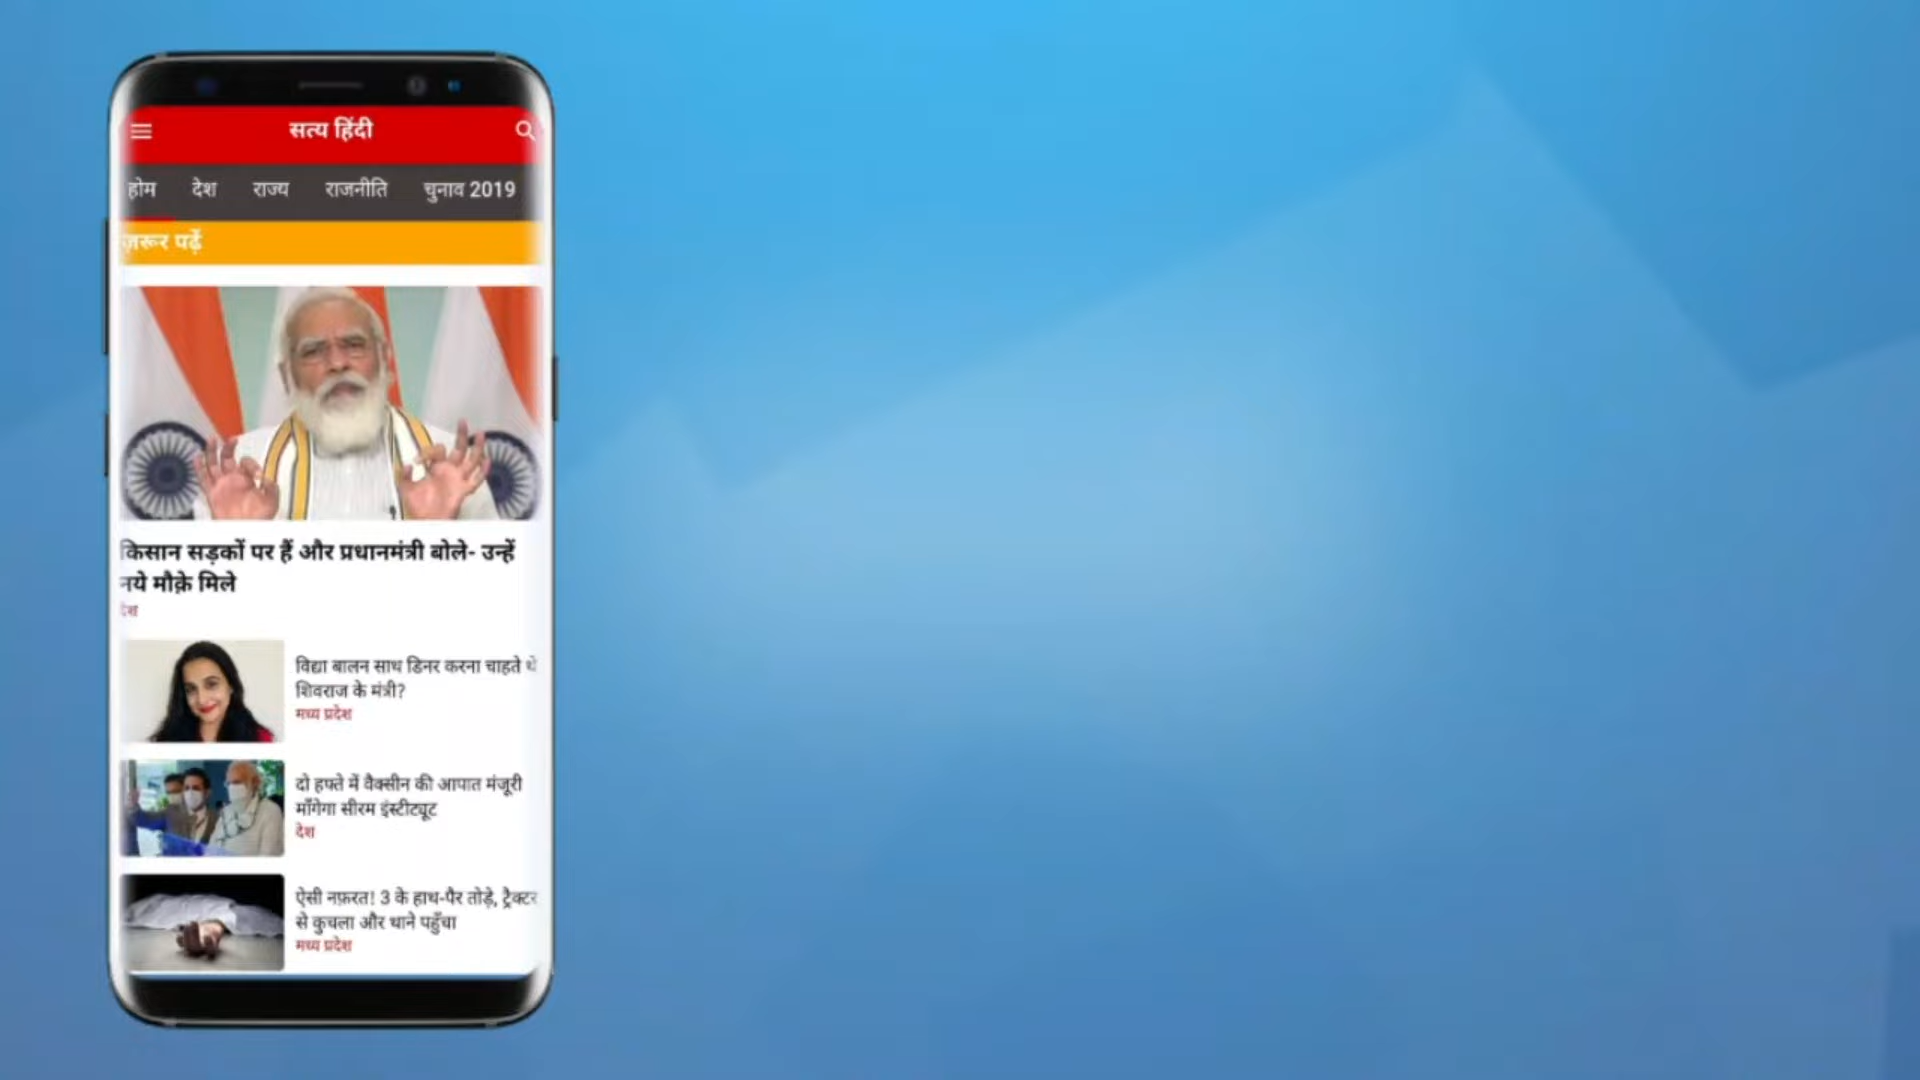 सत्य हिंदी
होम देश राज्य राजनीति चुनाव 2019
ज़रूर पढ़ें
किसान सड़कों पर हैं और प्रधानमंत्री बोले- उन्हें
नये मौक़े मिले
देश
विद्या बालन साथ डिनर करना चाहते थे
शिवराज के मंत्री?
मध्य प्रदेश
दो हफ्ते में वैक्सीन की आपात मंजूरी
माँगेगा सीरम इंस्टीट्यूट
देश
ऐसी नफ़रत! 3 के हाथ-पैर तोड़े, ट्रैक्टर
से कुचला और थाने पहुँचा
मध्य प्रदेश